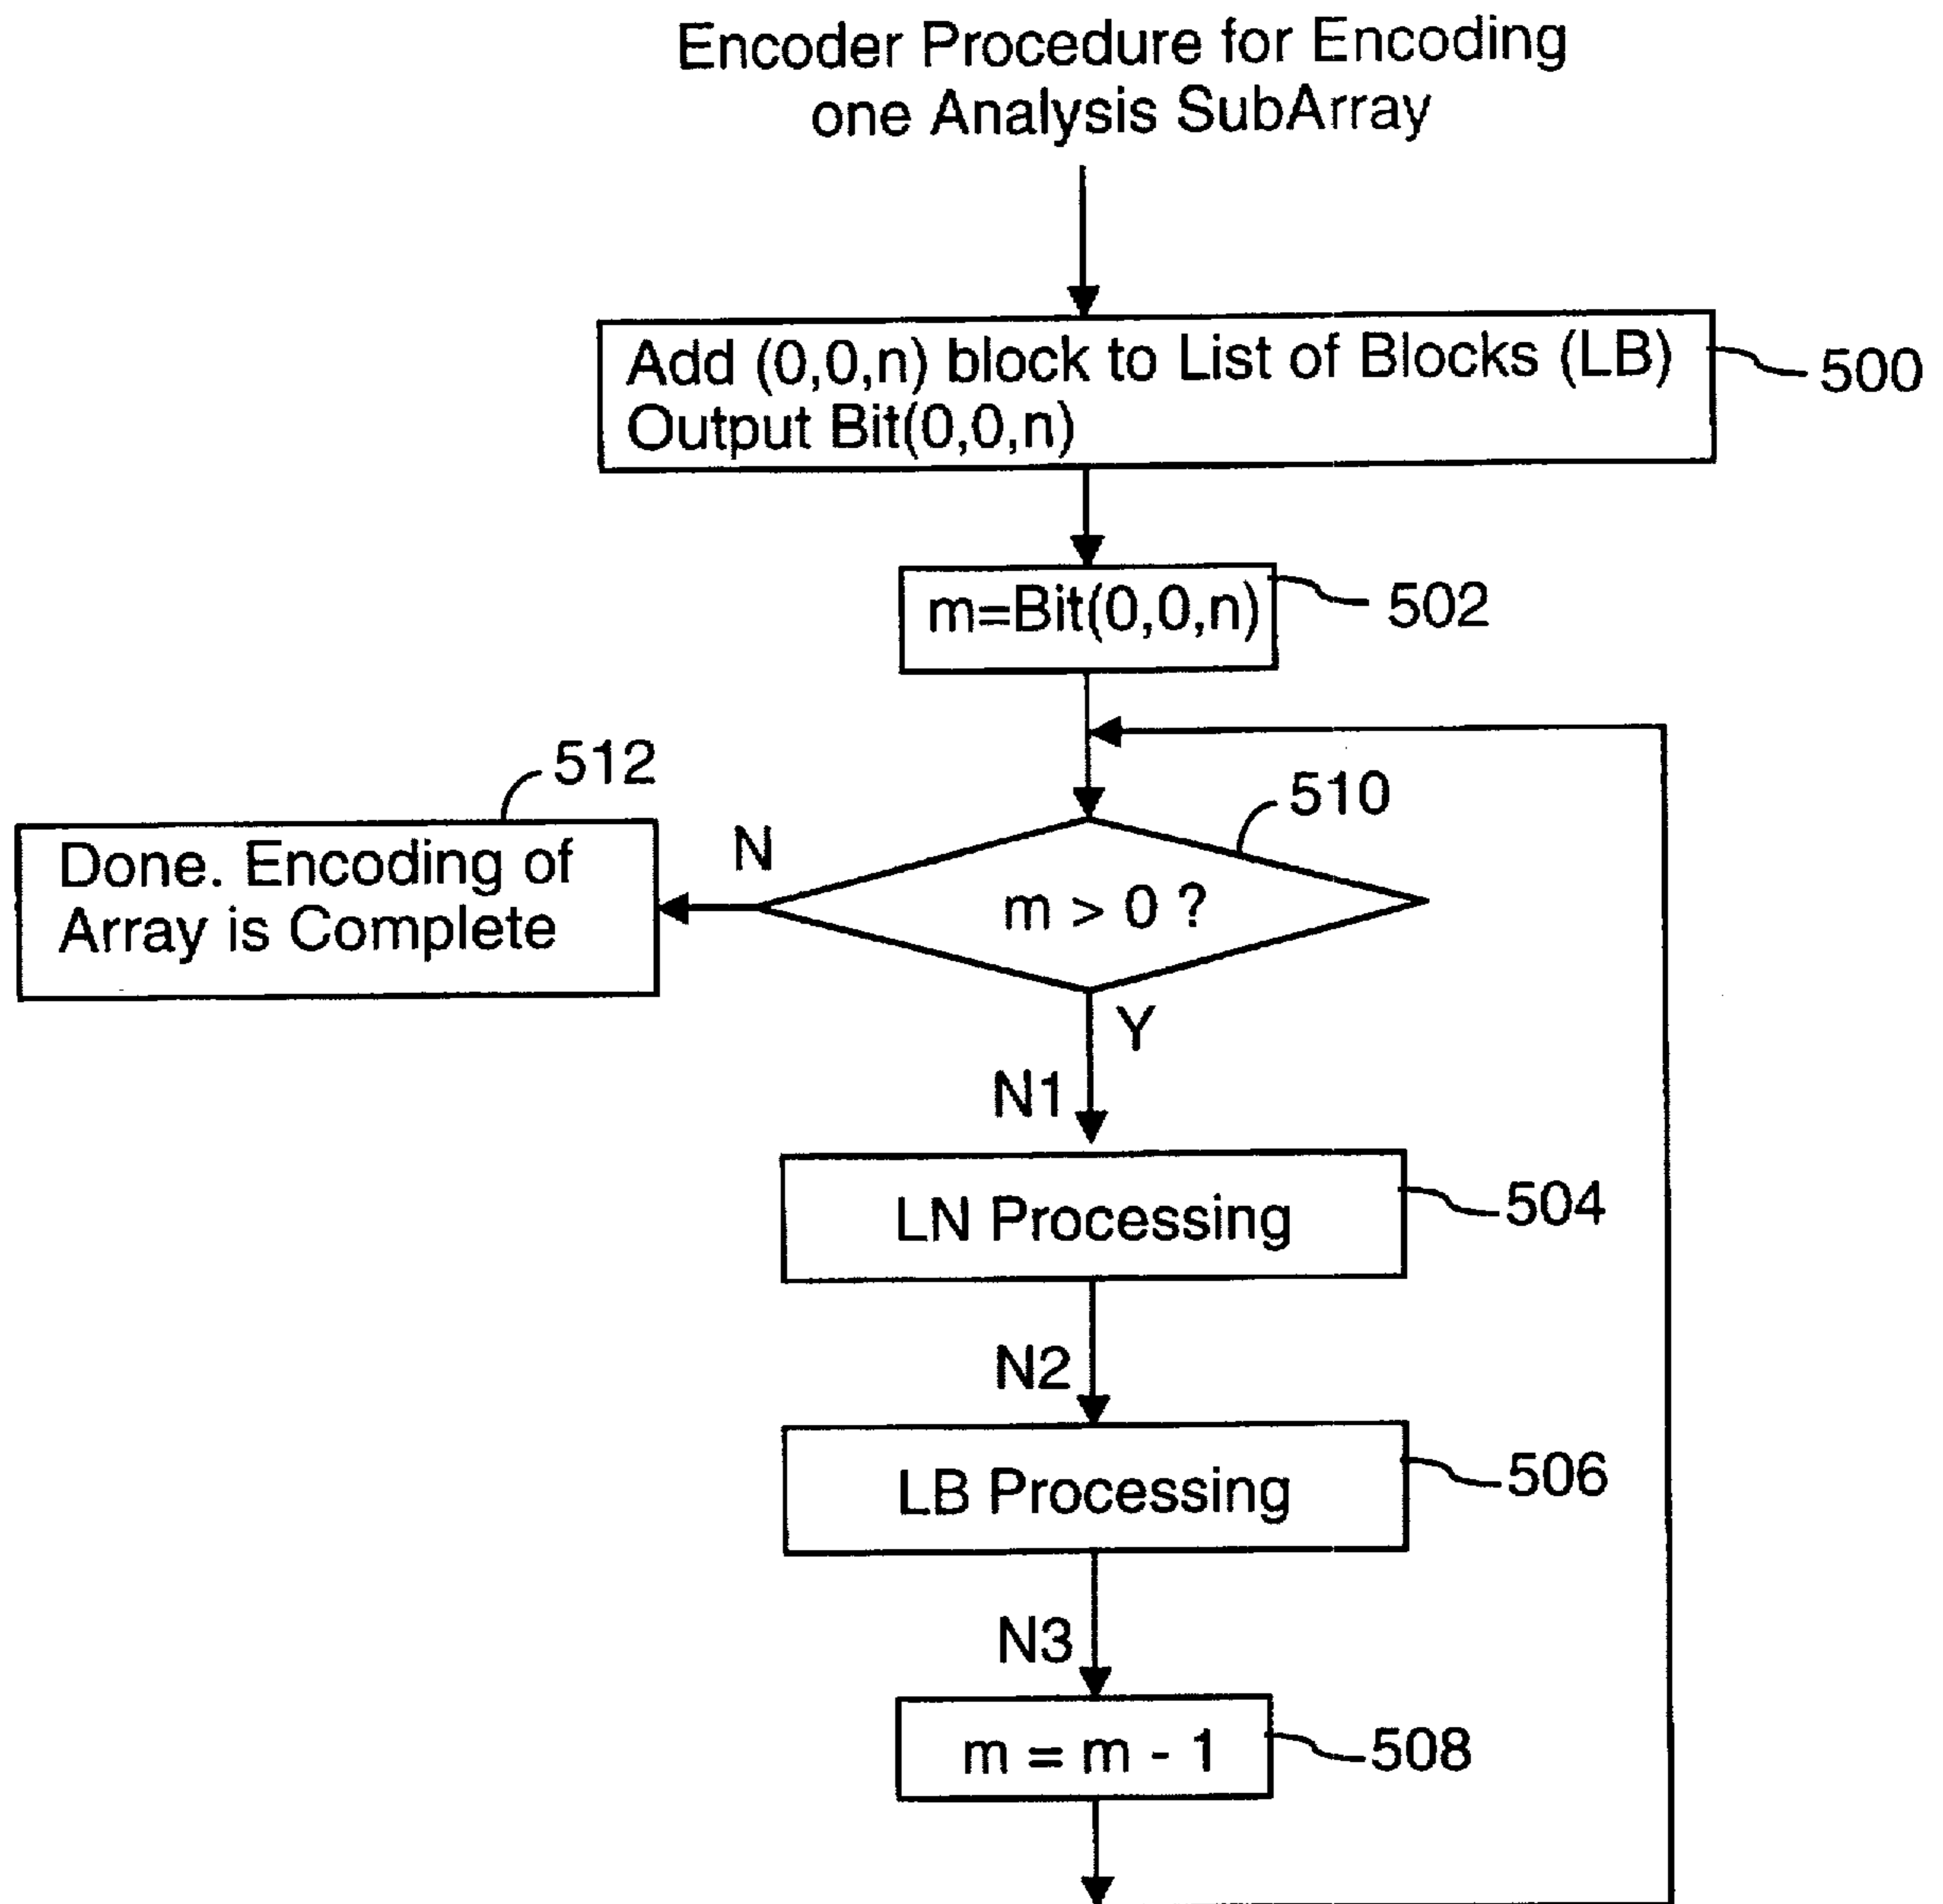 Encoder Procedure for Encoding
one Analysis SubArray
Add (0,0,n) block to List of Blocks (LB)
Output Bit(0,0,n)
500
m=Bit(0,0,n)
502
512
510
Done. Encoding of
Array is Complete
N
m > 0 ?
Y
N1
LN Processing
504
N2
LB Processing
506
N3
m = m - 1
508